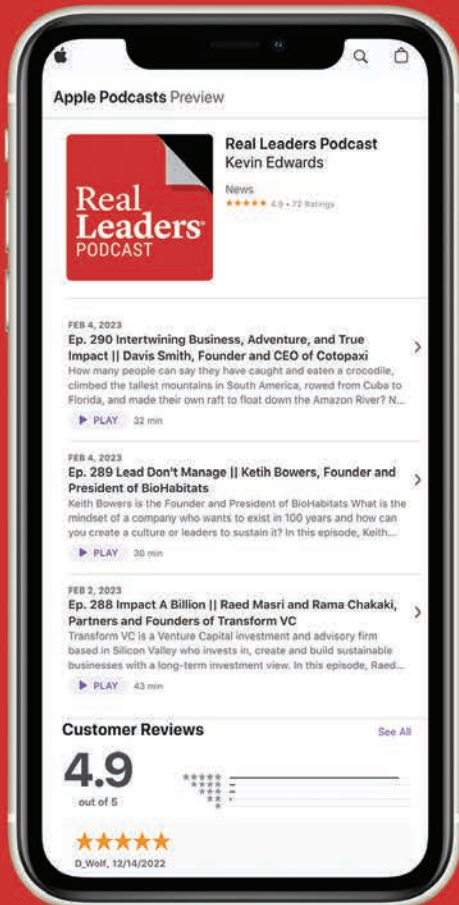 Apple Podcasts Preview
Real
Leaders®
PODCAST
Real Leaders Podcast
Kevin Edwards
News
★★★★★ 4.9 • 72 Ratings
FEB 4, 2023
Ep. 290 Intertwining Business, Adventure, and True
Impact || Davis Smith, Founder and CEO of Cotopaxi
How many people can say they have caught and eaten a crocodile,
climbed the tallest mountains in South America, rowed from Cuba to
Florida, and made their own raft to float down the Amazon River? N...
PLAY 32 min
FEB 4, 2023
Ep. 289 Lead Don't Manage || Ketih Bowers, Founder and
President of BioHabitats
Keith Bowers is the Founder and President of BioHabitats What is the
mindset of a company who wants to exist in 100 years and how can
you create a culture or leaders to sustain it? In this episode, Keith...
PLAY 30 min
FEB 2, 2023
Ep. 288 Impact A Billion || Raed Masri and Rama Chakaki,
Partners and Founders of Transform VC
Transform VC is a Venture Capital investment and advisory firm
based in Silicon Valley who invests in, create and build sustainable
businesses with a long-term investment view. In this episode, Raed...
PLAY 43 min
Customer Reviews See All
4.9
out of 5
★★★★★
★★★★
★★★
★★
★
★★★★★
D_Wolf, 12/14/2022